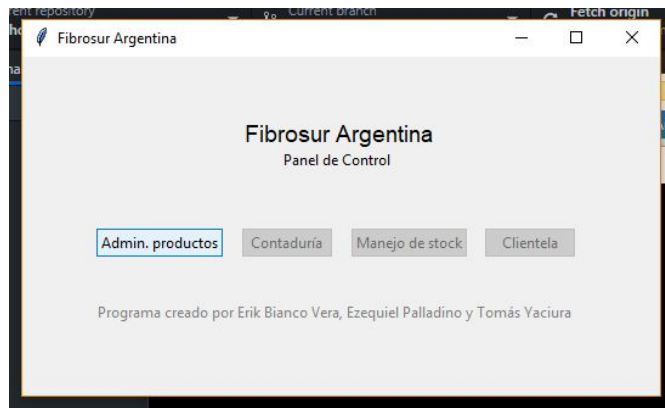 Current branch
Fetch origin
Fibrosur Argentina
Fibrosur Argentina
Panel de Control
Admin. productos
Contaduría
Manejo de stock
Clientela
Programa creado por Erik Bianco Vera, Ezequiel Palladino y Tomás Yaciura